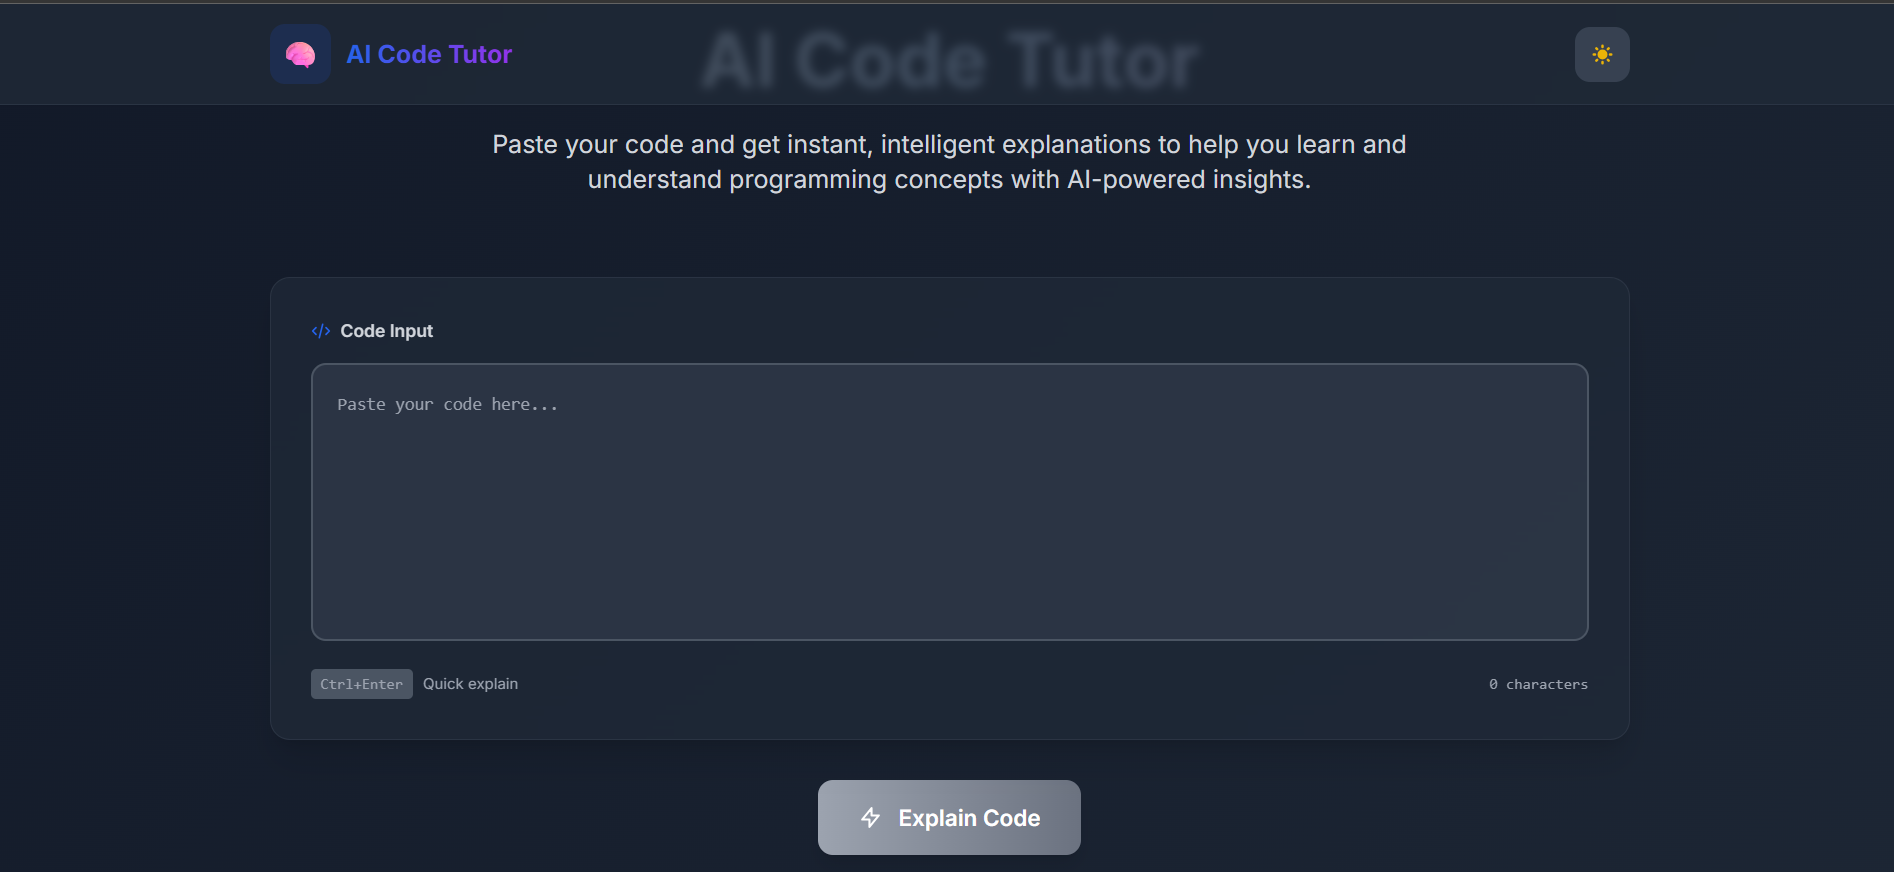 AI Code Tutor
AI Code Tutor
Paste your code and get instant, intelligent explanations to help you learn and
understand programming concepts with AI-powered insights.
</> Code Input
Paste your code here...
Ctrl+Enter Quick explain
0 characters
Explain Code